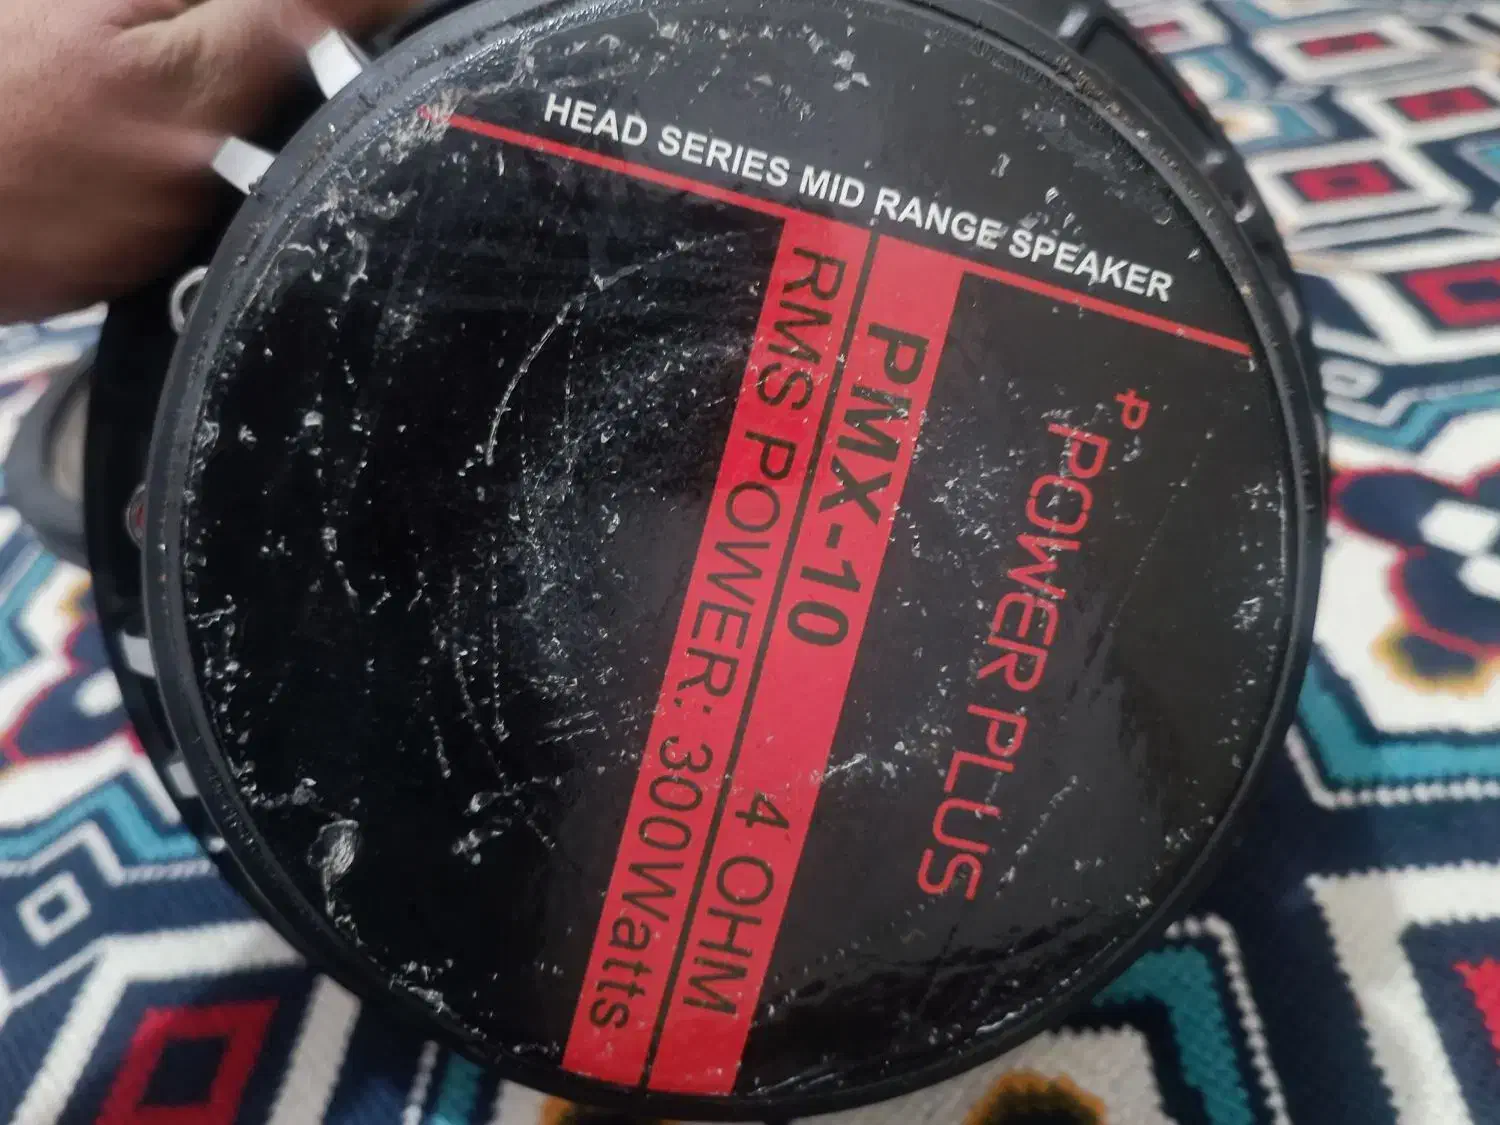 HEAD SERIES MID RANGE SPEAKER
POWER PLUS
PMX-10 4 OHM
RMS POWER: 300Watts